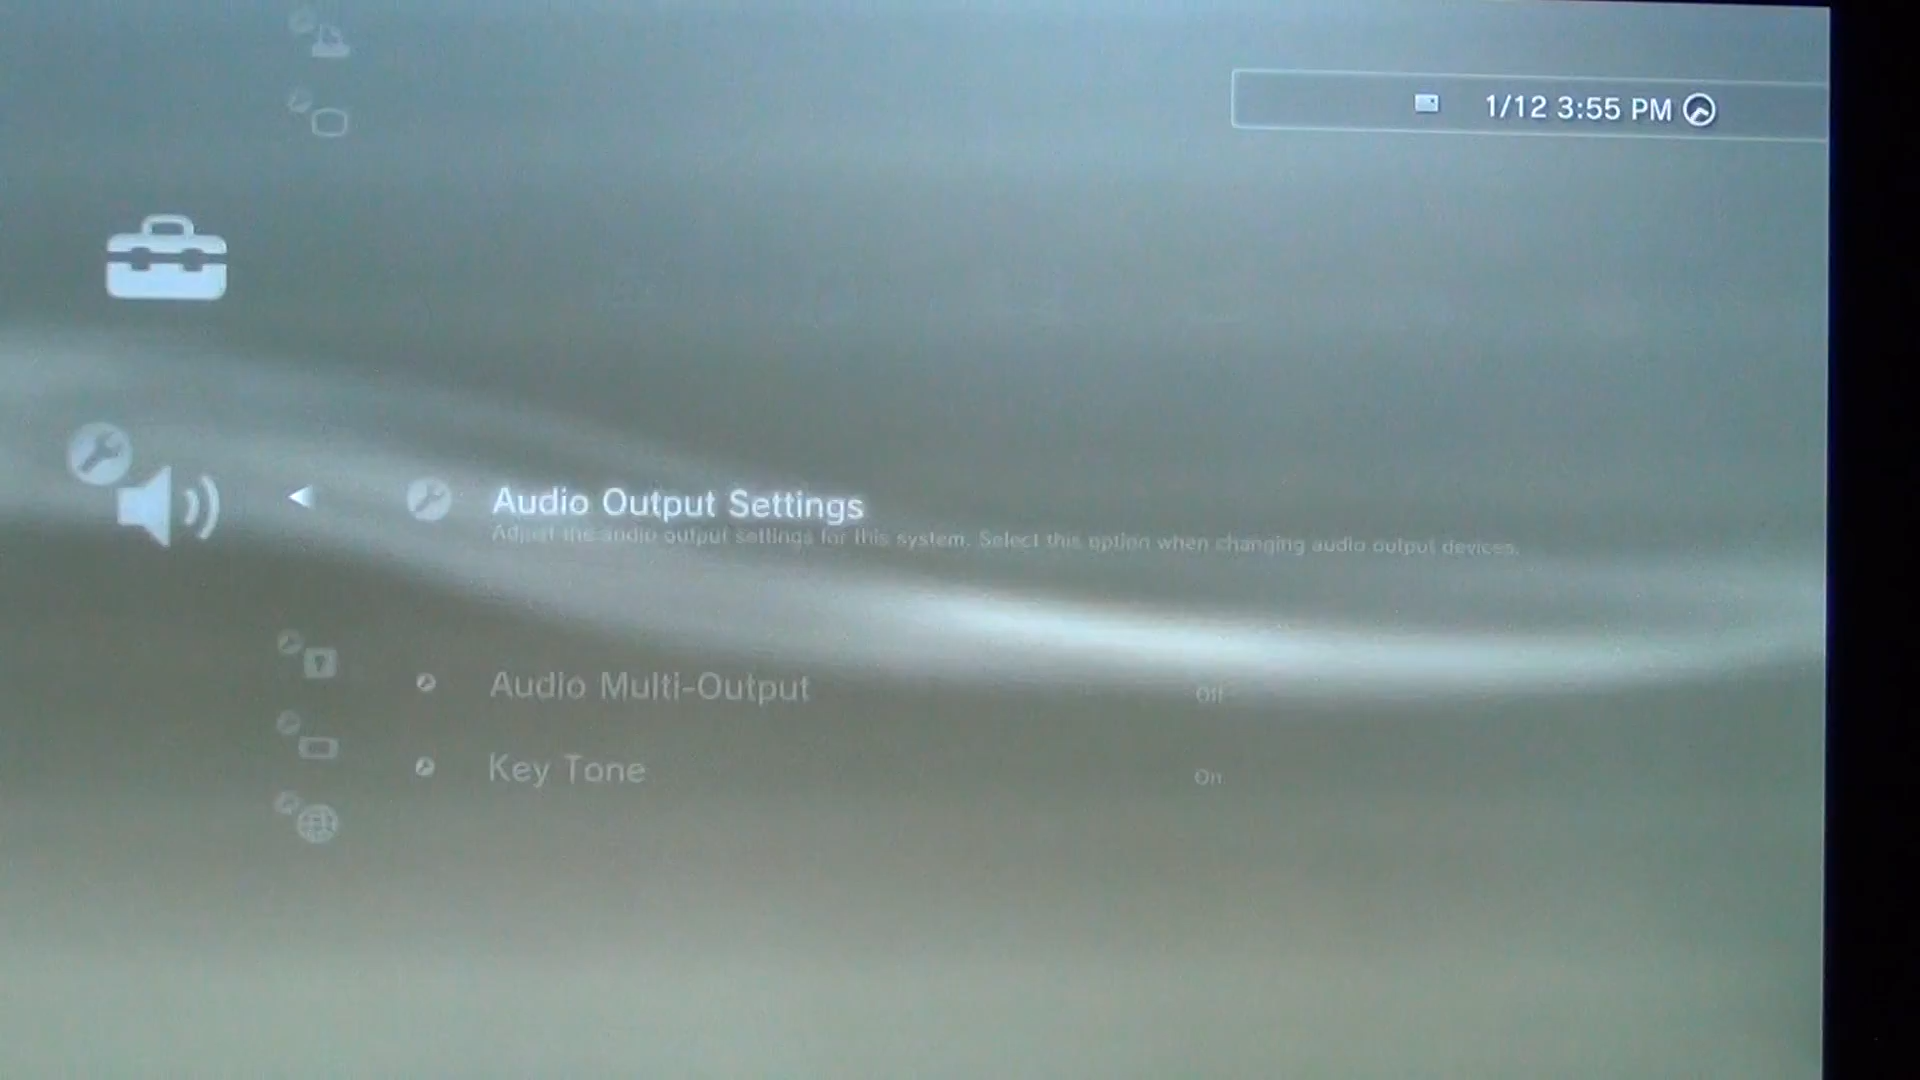 1/12 3:55 PM
Audio Output Settings
Adjust the audio output settings for this system. Select this option when changing audio output devices.
Audio Multi-Output
Off
Key Tone
On